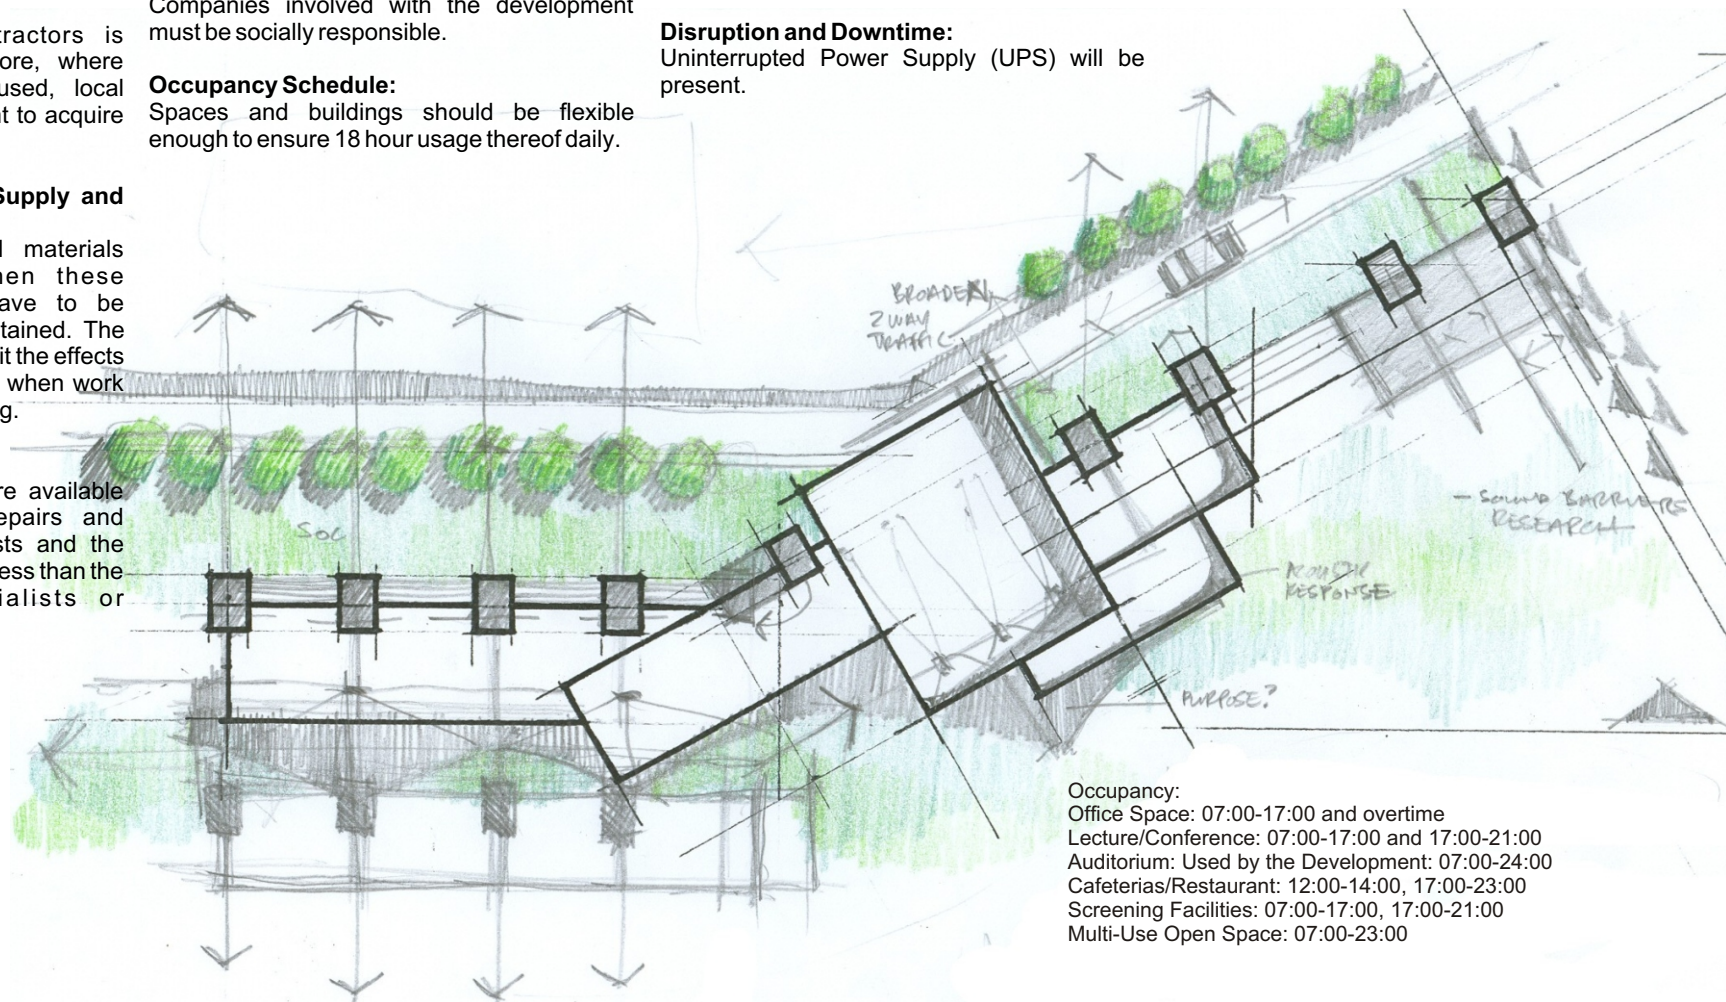 tractors is
ore, where
used, local
nt to acquire
Supply and
l materials
hen these
ave to be
tained. The
it the effects
when work
g.
re available
epairs and
sts and the
ess than the
ialists or
Companies involved with the development
must be socially responsible.
Occupancy Schedule:
Spaces and buildings should be flexible
enough to ensure 18 hour usage thereof daily.
Disruption and Downtime:
Uninterrupted Power Supply (UPS) will be
present.
BROADEN
2 WAY
TRAFFIC
SOC
- SOUND BARRIERS
RESEARCH
RESPONSE
PURPOSE?
Occupancy:
Office Space: 07:00-17:00 and overtime
Lecture/Conference: 07:00-17:00 and 17:00-21:00
Auditorium: Used by the Development: 07:00-24:00
Cafeterias/Restaurant: 12:00-14:00, 17:00-23:00
Screening Facilities: 07:00-17:00, 17:00-21:00
Multi-Use Open Space: 07:00-23:00